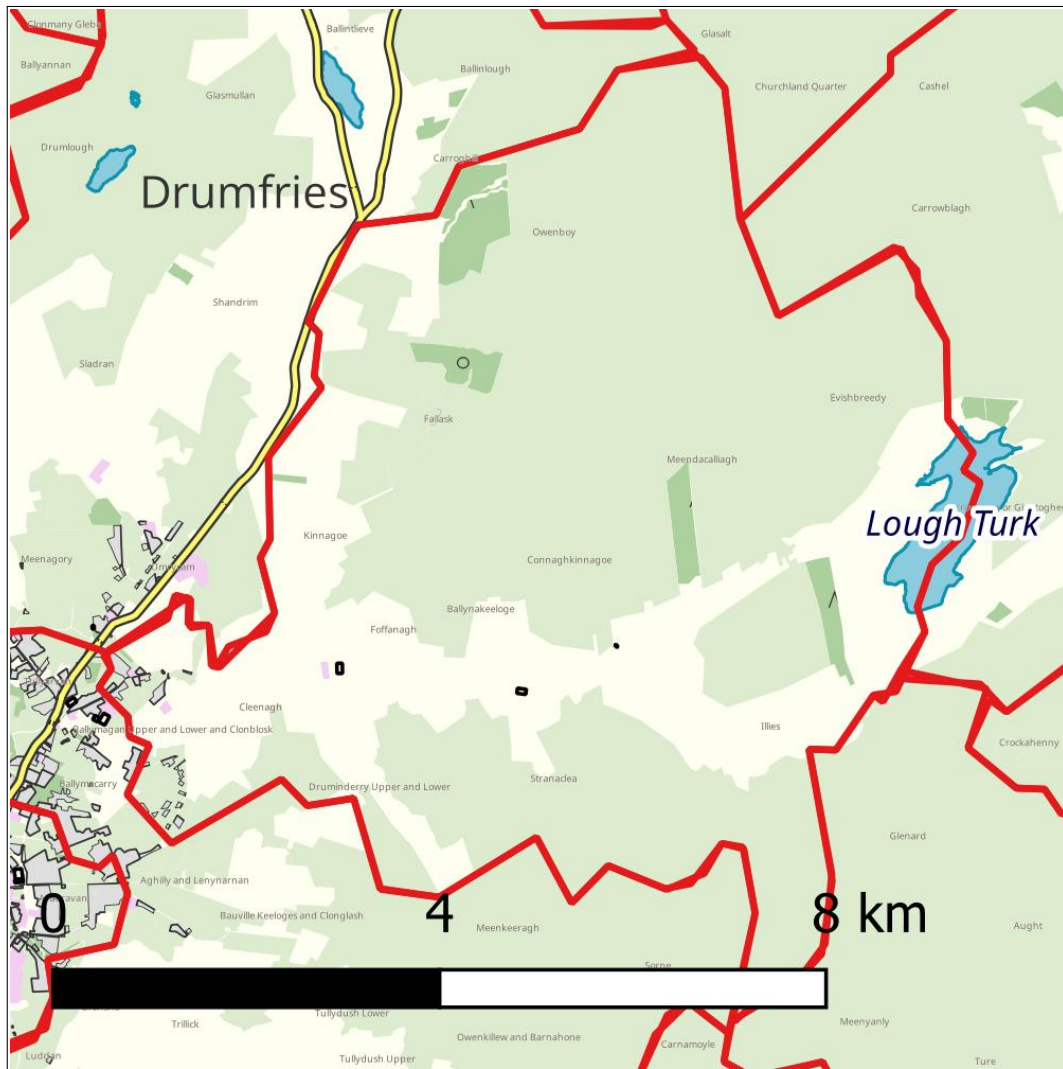 Clonmany Glebe
Ballintlieve
Glasalt
Ballyannan
Ballinlough
Glasmullan
Churchland Quarter
Cashel
Drumlough
Carroghill
Drumfries
Carrowblagh
Owenboy
Shandrim
Sladran
Evishbreedy
Fallask
Meendacalliagh
Lough Turk
Kinnagoe
Meenagory
Connaghkinnagoe
Umrycam
Ballynakeeloge
Foffanagh
Cleenagh
Illies
Ballymagan Upper and Lower and Clonblosk
Crockahenny
Stranaclea
Ballymacarry
Druminderry Upper and Lower
Glenard
Aghilly and Lenynarnan
0
4
8 km
Bauville Keeloges and Clonglash
Meenkeeragh
Aught
Sorne
Tullydush Lower
Trillick
Meenyanly
Owenkillew and Barnahone
Carnamoyle
Luddan
Tullydush Upper
Ture